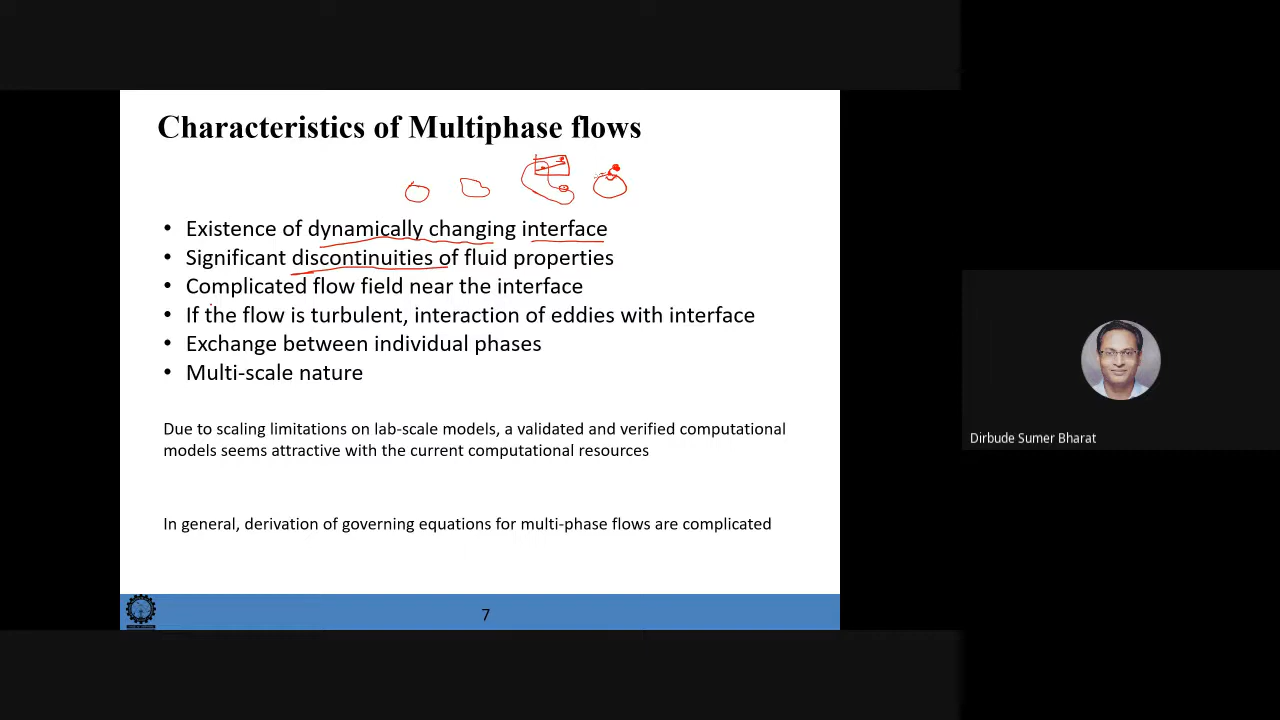 Characteristics of Multiphase flows
• Existence of dynamically changing interface
• Significant discontinuities of fluid properties
• Complicated flow field near the interface
• If the flow is turbulent, interaction of eddies with interface
• Exchange between individual phases
• Multi-scale nature
Due to scaling limitations on lab-scale models, a validated and verified computational
models seems attractive with the current computational resources
In general, derivation of governing equations for multi-phase flows are complicated
7
Dirbude Sumer Bharat